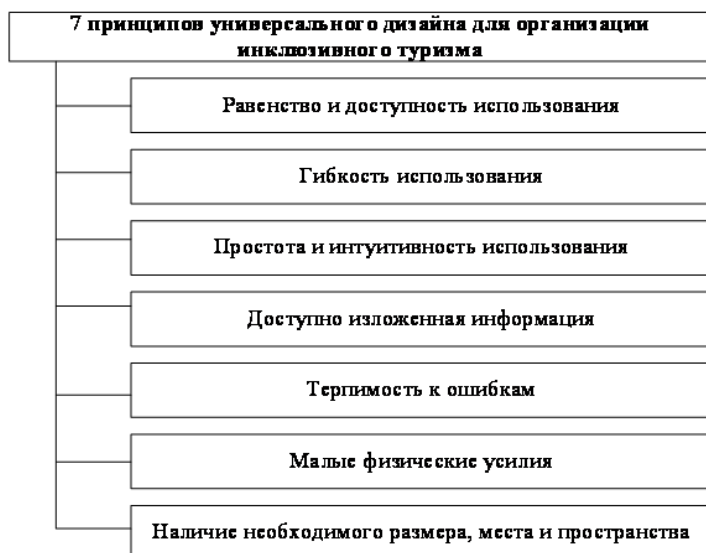 7 принципов универсального дизайна для организации
инклюзивного туризма
Равенство и доступность использования
Гибкость использования
Простота и интуитивность использования
Доступно изложенная информация
Терпимость к ошибкам
Малые физические усилия
Наличие необходимого размера, места и пространства